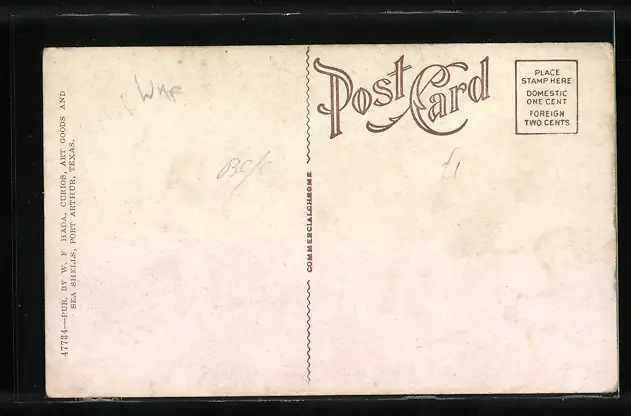 47734—PUB. BY W. F HADA, CURIOS, ART GOODS AND
SEA SHELLS, PORT ARTHUR, TEXAS.
COMMERCIALCHROME
Post Card
PLACE
STAMP HERE
DOMESTIC
ONE CENT
FOREIGN
TWO CENTS